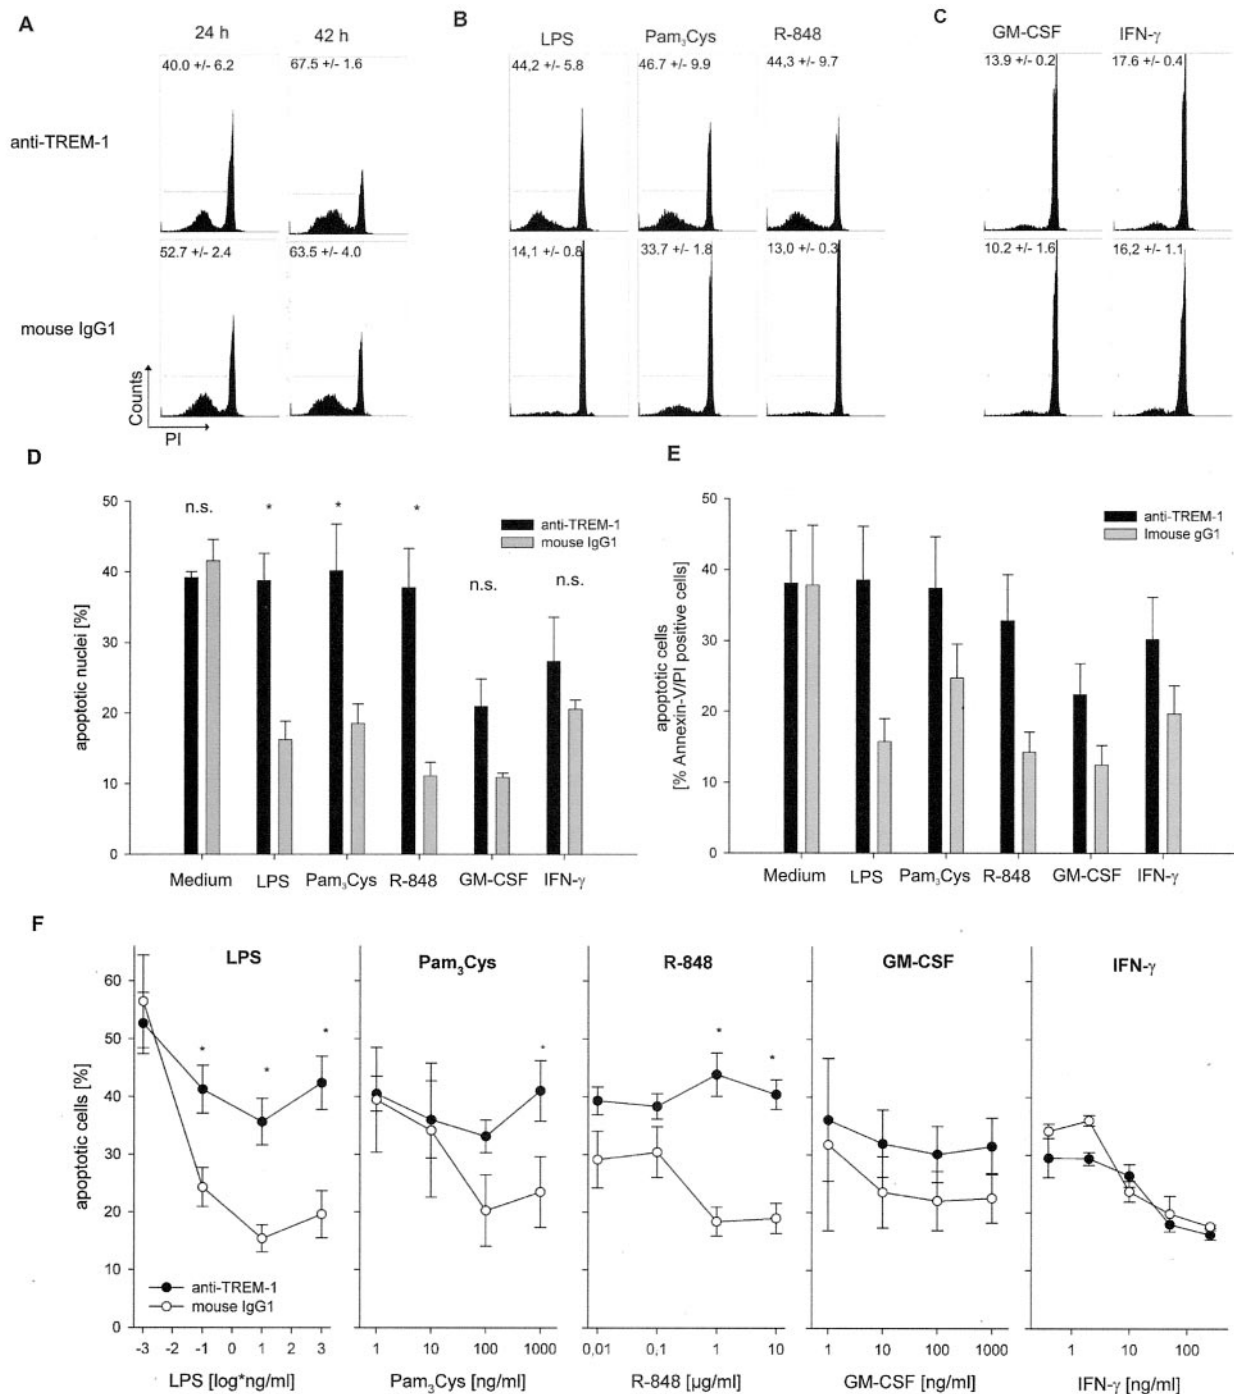 A
24 h
42 h
40.0 +/- 6.2
67.5 +/- 1.6
anti-TREM-1
52.7 +/- 2.4
63.5 +/- 4.0
mouse IgG1
Counts
PI
B
LPS
Pam₃Cys
R-848
44,2 +/- 5.8
46.7 +/- 9.9
44,3 +/- 9.7
14,1 +/- 0.8
33.7 +/- 1.8
13,0 +/- 0.3
C
GM-CSF
IFN-γ
13.9 +/- 0.2
17.6 +/- 0.4
10.2 +/- 1.6
16,2 +/- 1.1
D
50
40
30
20
10
0
apoptotic nuclei [%]
n.s.
*
*
*
n.s.
n.s.
anti-TREM-1
mouse IgG1
Medium
LPS
Pam₃Cys
R-848
GM-CSF
IFN-γ
E
50
40
30
20
10
0
apoptotic cells
[% Annexin-V/PI positive cells]
anti-TREM-1
Imouse gG1
Medium
LPS
Pam₃Cys
R-848
GM-CSF
IFN-γ
F
60
50
40
30
20
10
0
apoptotic cells [%]
LPS
*
*
*
anti-TREM-1
mouse IgG1
-3 -2 -1 0 1 2 3
LPS [log*ng/ml]
Pam₃Cys
*
1 10 100 1000
Pam₃Cys [ng/ml]
R-848
*
*
0,01 0,1 1 10
R-848 [µg/ml]
GM-CSF
1 10 100 1000
GM-CSF [ng/ml]
IFN-γ
1 10 100
IFN-γ [ng/ml]